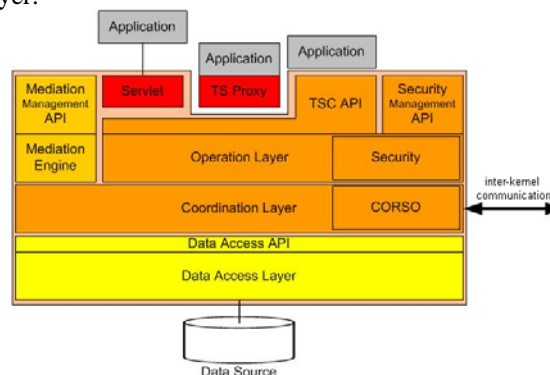 yer.
Application
Application
Application
Mediation
Management
API
Servlet
TS Proxy
TSC API
Security
Management
API
Mediation
Engine
Operation Layer
Security
inter-kernel
communication
Coordination Layer
CORSO
Data Access API
Data Access Layer
Data Source